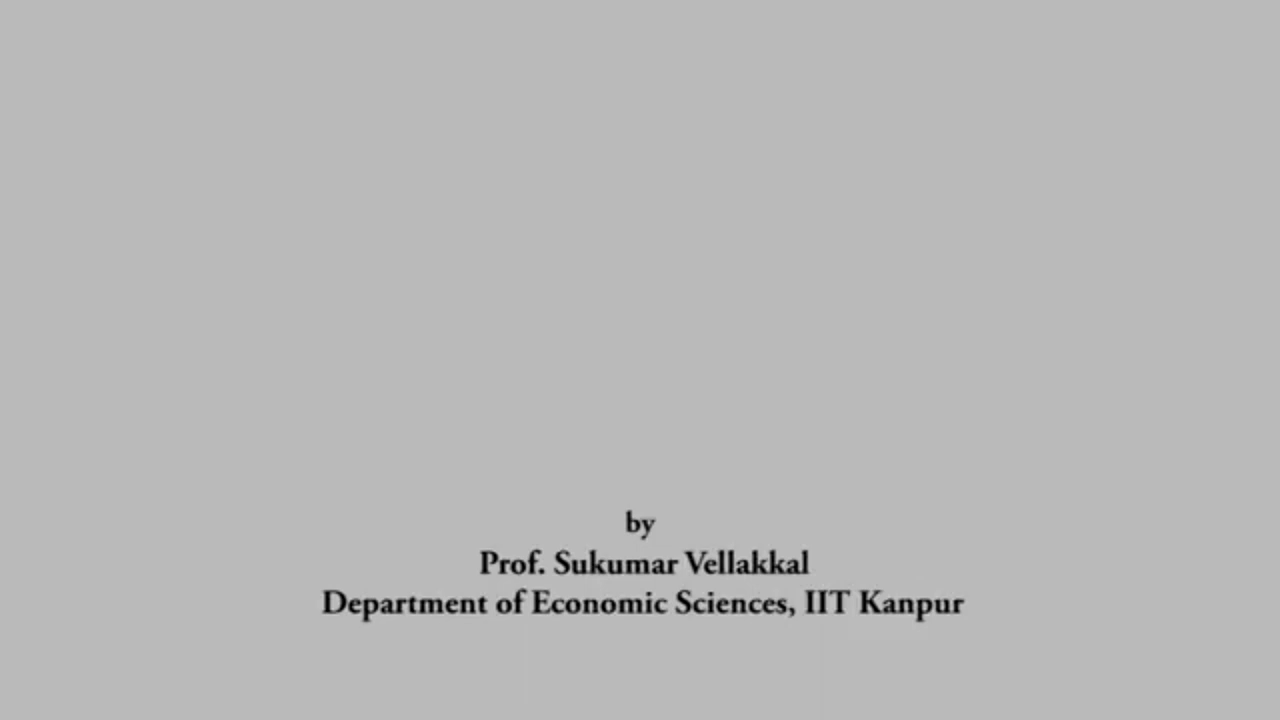 by
Prof. Sukumar Vellakkal
Department of Economic Sciences, IIT Kanpur